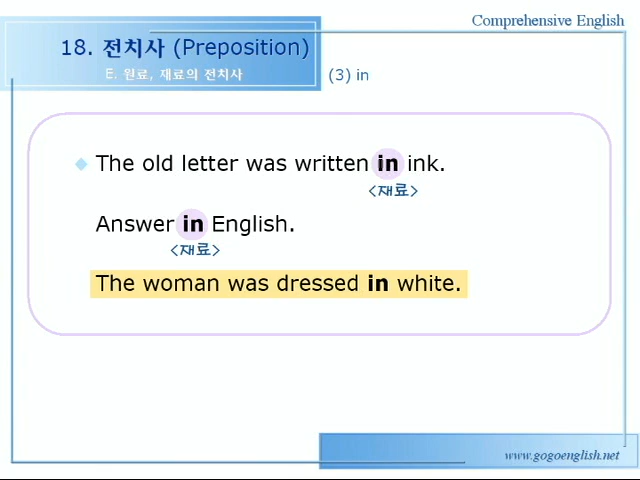 Comprehensive English
18. 전치사 (Preposition)
E. 원료, 재료의 전치사
(3) in
The old letter was written in ink.
<재료>
Answer in English.
<재료>
The woman was dressed in white.
www.gogoenglish.net